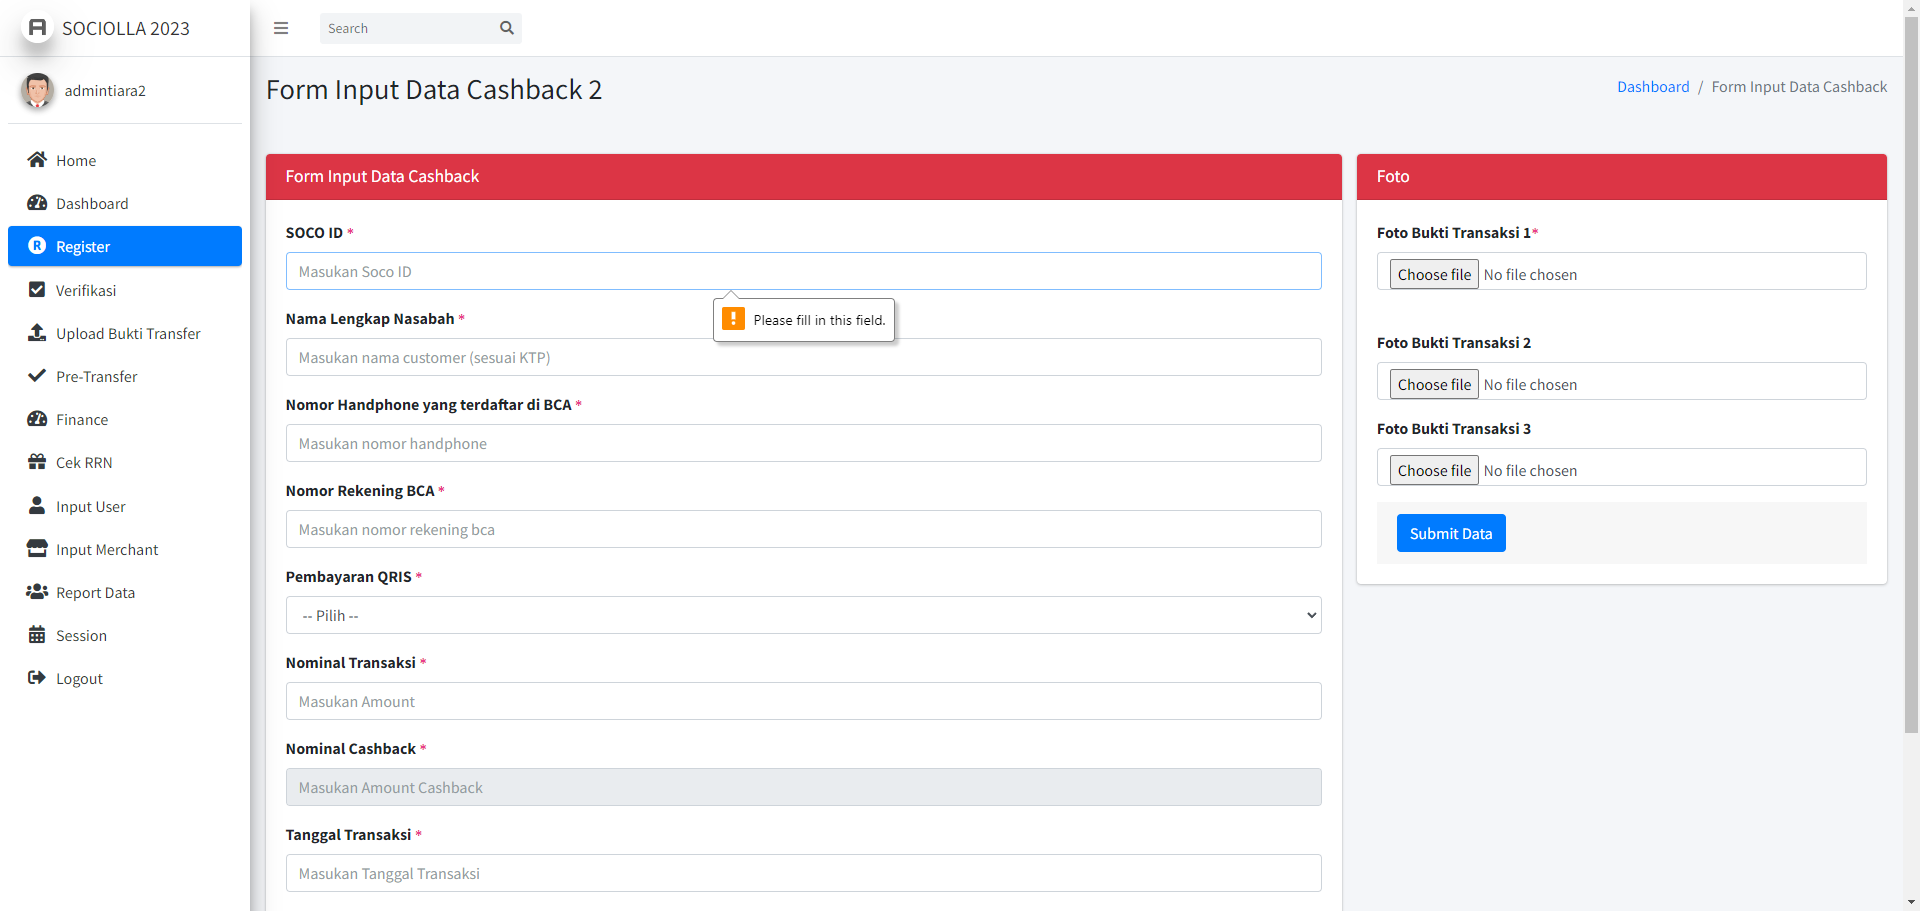 SOCIOLLA 2023
admintiara2
Home
Dashboard
Register
Verifikasi
Upload Bukti Transfer
Pre-Transfer
Finance
Cek RRN
Input User
Input Merchant
Report Data
Session
Logout
Search
Form Input Data Cashback 2
Dashboard / Form Input Data Cashback
Form Input Data Cashback
SOCO ID *
Masukan Soco ID
Please fill in this field.
Nama Lengkap Nasabah *
Masukan nama customer (sesuai KTP)
Nomor Handphone yang terdaftar di BCA *
Masukan nomor handphone
Nomor Rekening BCA *
Masukan nomor rekening bca
Pembayaran QRIS *
-- Pilih --
Nominal Transaksi *
Masukan Amount
Nominal Cashback *
Masukan Amount Cashback
Tanggal Transaksi *
Masukan Tanggal Transaksi
Foto
Foto Bukti Transaksi 1*
Choose file No file chosen
Foto Bukti Transaksi 2
Choose file No file chosen
Foto Bukti Transaksi 3
Choose file No file chosen
Submit Data